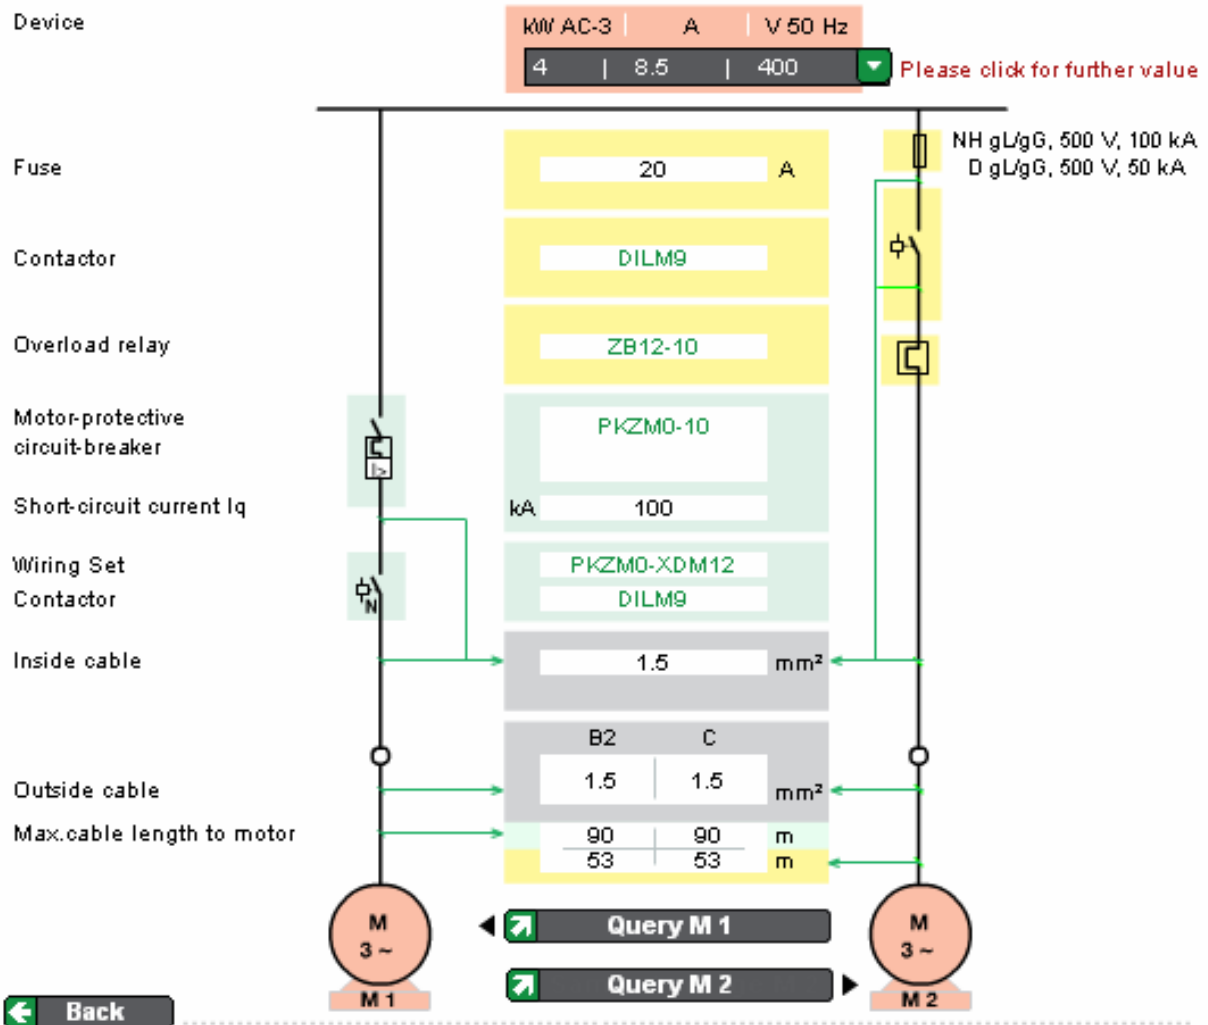 Device
kW AC-3 | A | V 50 Hz
4 | 8.5 | 400
Please click for further value
NH gL/gG, 500 V, 100 kA
D gL/gG, 500 V, 50 kA
Fuse
20 A
Contactor
DILM9
Overload relay
ZB12-10
Motor-protective
circuit-breaker
PKZM0-10
I>
Short-circuit current Iq
kA 100
Wiring Set
PKZM0-XDM12
Contactor
DILM9
N
Inside cable
1.5 mm²
B2 C
Outside cable
1.5 1.5 mm²
Max.cable length to motor
90 90 m
53 53 m
M
3 ~
M 1
Query M 1
Query M 2
M
3 ~
M 2
Back